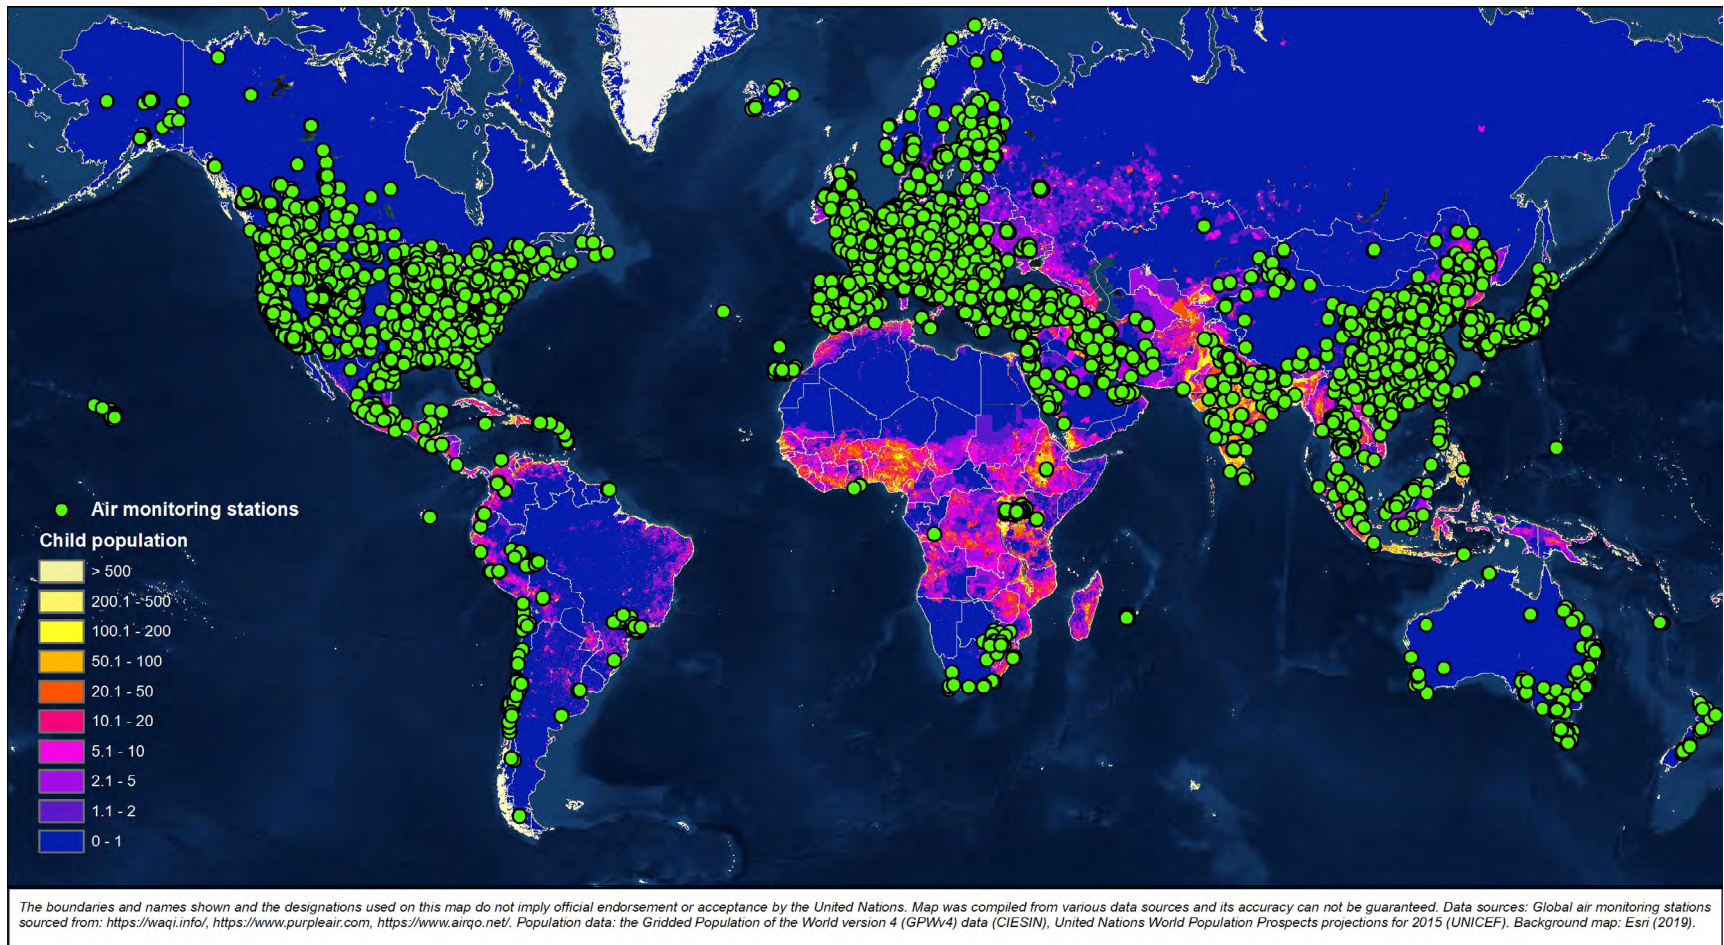 Air monitoring stations
Child population
> 500
200.1 - 500
100.1 - 200
50.1 - 100
20.1 - 50
10.1 - 20
5.1 - 10
2.1 - 5
1.1 - 2
0 - 1
The boundaries and names shown and the designations used on this map do not imply official endorsement or acceptance by the United Nations. Map was compiled from various data sources and its accuracy can not be guaranteed. Data sources: Global air monitoring stations
sourced from: https://waqi.info/, https://www.purpleair.com, https://www.airqo.net/. Population data: the Gridded Population of the World version 4 (GPWv4) data (CIESIN), United Nations World Population Prospects projections for 2015 (UNICEF). Background map: Esri (2019).